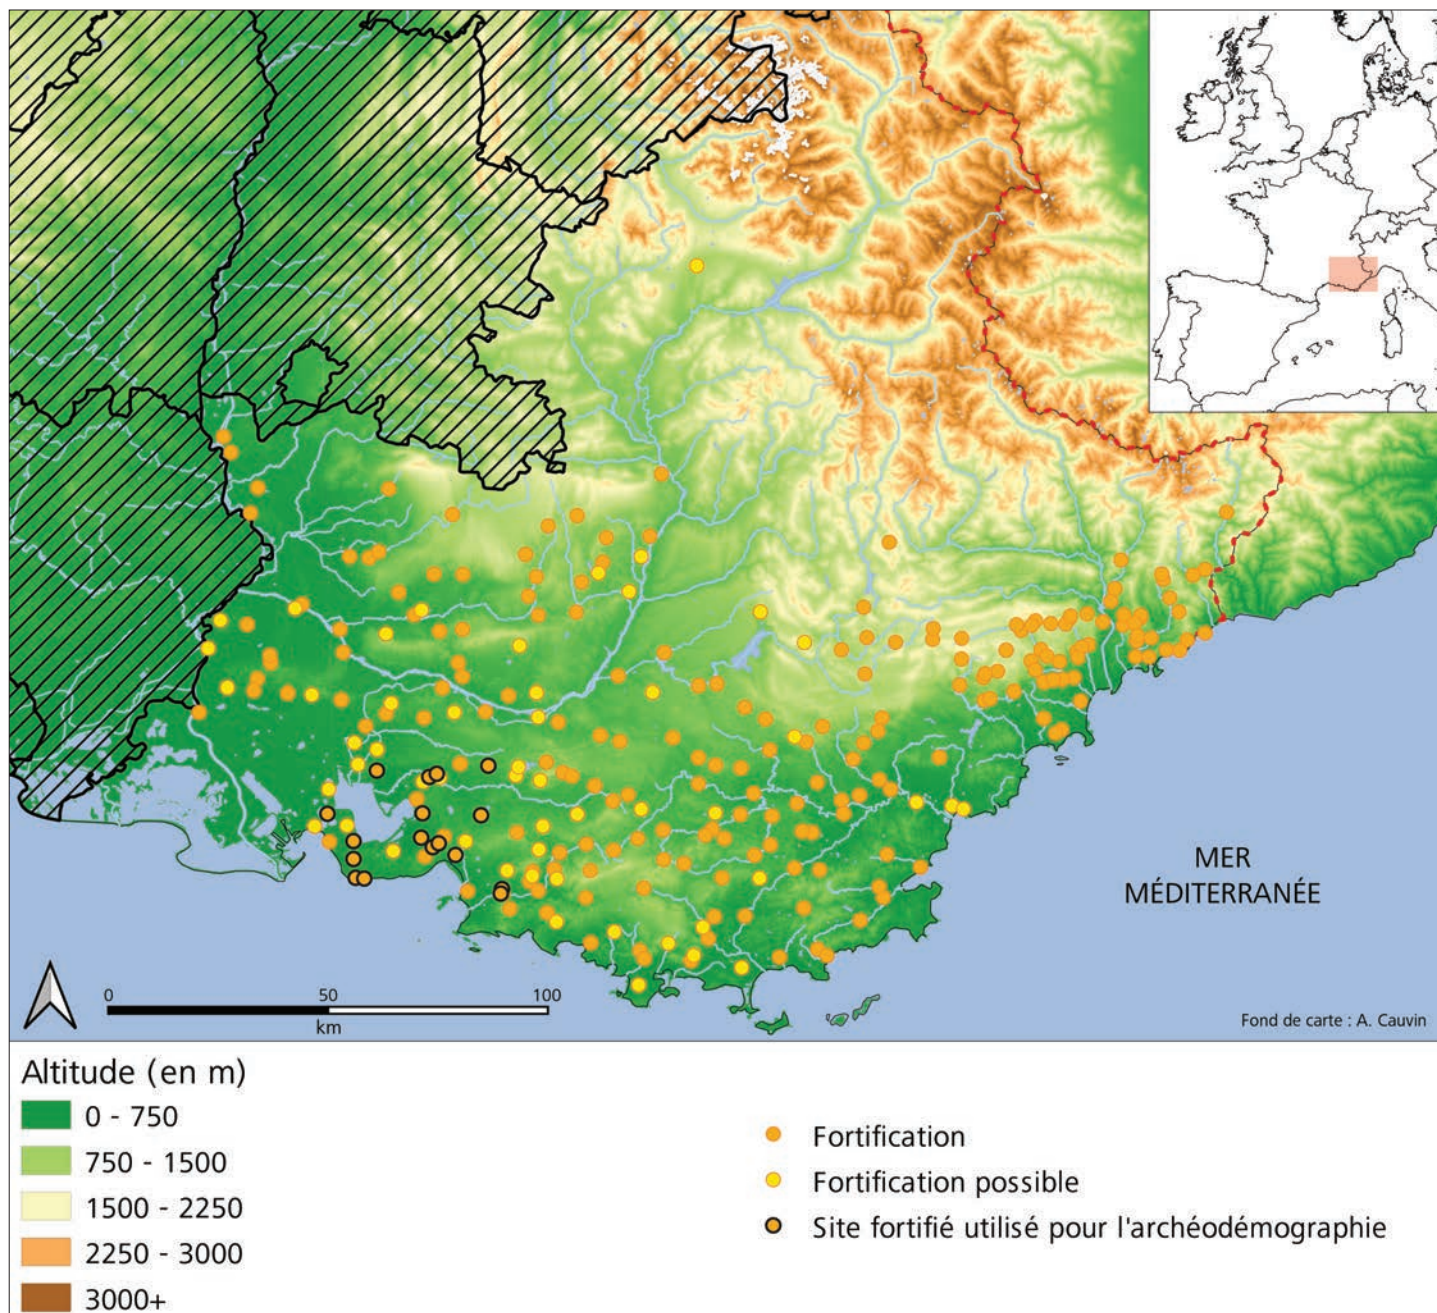 MER
MÉDITERRANÉE
0 50 100
km
Fond de carte : A. Cauvin
Altitude (en m)
0 - 750
750 - 1500
1500 - 2250
2250 - 3000
3000+
Fortification
Fortification possible
Site fortifié utilisé pour l'archéodémographie